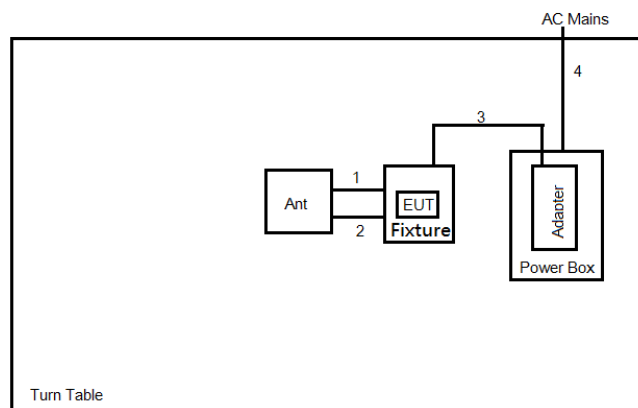 AC Mains
4
3
1
Ant
EUT
2
Fixture
Adapter
Power Box
Turn Table